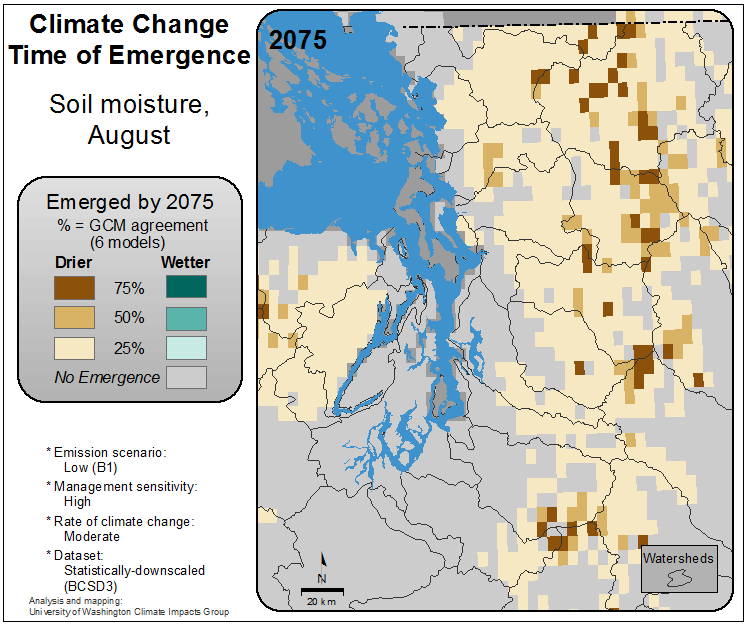 Climate Change
Time of Emergence
Soil moisture,
August
Emerged by 2075
% = GCM agreement
(6 models)
Drier Wetter
75%
50%
25%
No Emergence
* Emission scenario:
Low (B1)
* Management sensitivity:
High
* Rate of climate change:
Moderate
* Dataset:
Statistically-downscaled
(BCSD3)
Analysis and mapping:
University of Washington Climate Impacts Group
2075
N
20 km
Watersheds